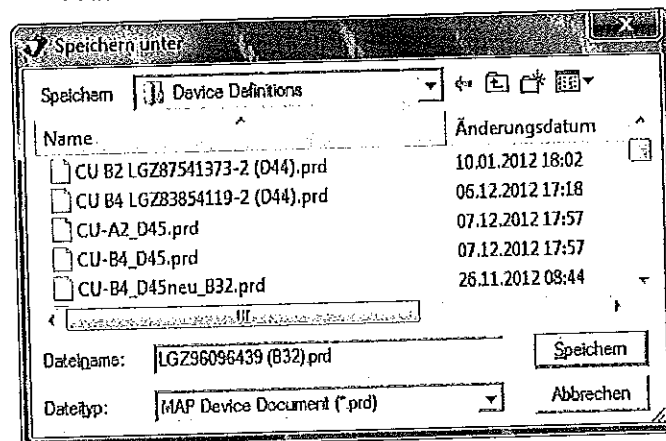 Speichern unter
Speichern Device Definitions
Name Änderungsdatum
CU B2 LGZ87541373-2 (D44).prd 10.01.2012 18:02
CU B4 LGZ83854119-2 (D44).prd 06.12.2012 17:18
CU-A2_D45.prd 07.12.2012 17:57
CU-B4_D45.prd 07.12.2012 17:57
CU-B4_D45neu_B32.prd 26.11.2012 08:44
Dateiname: LGZ96096439 (B32).prd Speichern
Dateityp: MAP Device Document (*.prd) Abbrechen